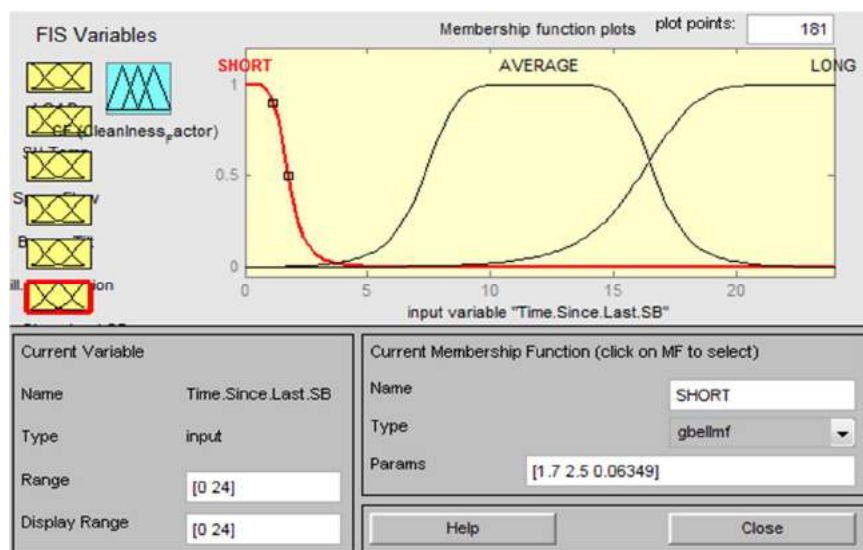 FIS Variables
Membership function plots
plot points:
181
CF (CleanIness_Factor)
SHORT
AVERAGE
LONG
1
0.5
0
0
5
10
15
20
input variable "Time.Since.Last.SB"
Current Variable
Name
Time.Since.Last.SB
Type
input
Range
[0 24]
Display Range
[0 24]
Current Membership Function (click on MF to select)
Name
SHORT
Type
gbellmf
Params
[1.7 2.5 0.06349]
Help
Close